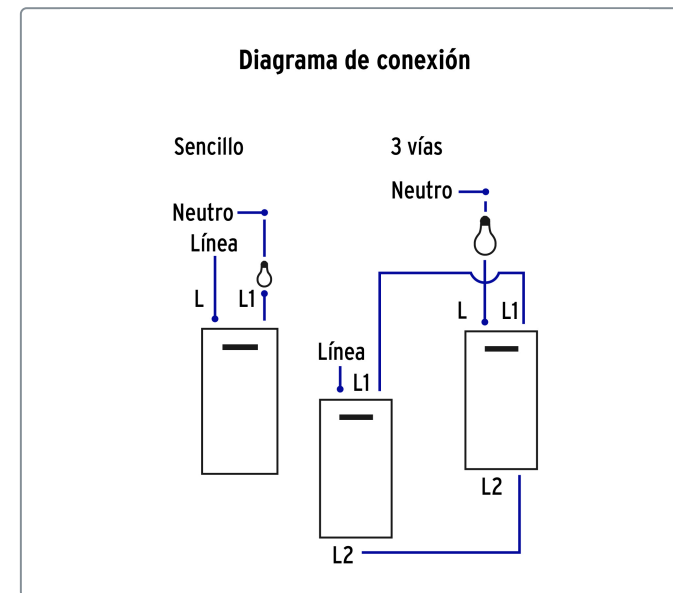 Diagrama de conexión
Sencillo
3 vías
Neutro
Línea
L L1
Neutro
L L1
Línea
L1
L2
L2